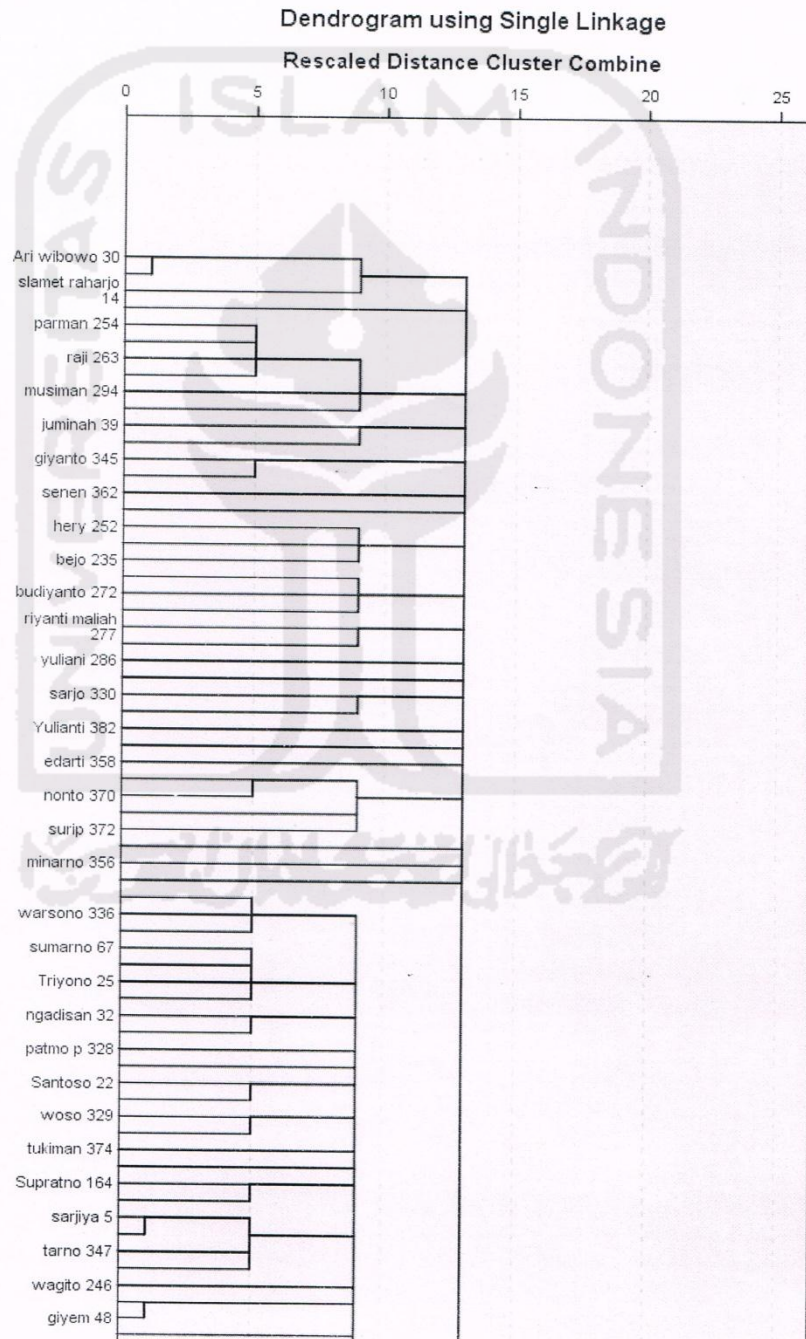 Dendrogram using Single Linkage
Rescaled Distance Cluster Combine
0 5 10 15 20 25
ISLAM
UNIVERSITAS
INDONESIA
Ari wibowo 30
slamet raharjo
14
parman 254
raji 263
musiman 294
juminah 39
giyanto 345
senen 362
hery 252
bejo 235
budiyanto 272
riyanti maliah
277
yuliani 286
sarjo 330
Yulianti 382
edarti 358
nonto 370
surip 372
minarno 356
warsono 336
sumarno 67
Triyono 25
ngadisan 32
patmo p 328
Santoso 22
woso 329
tukiman 374
Supratno 164
sarjiya 5
tarno 347
wagito 246
giyem 48